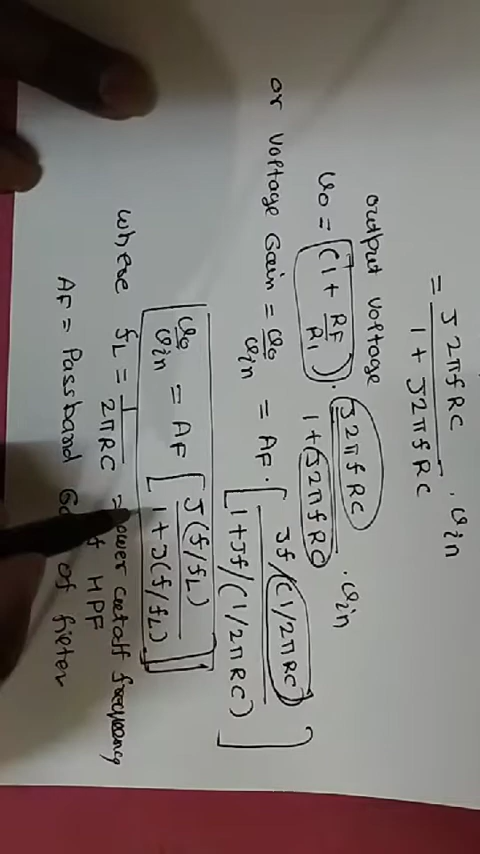 = J2πfRC / 1 + J2πfRC . vin
output voltage
vo = (1 + RF/R1) . J2πfRC / 1+J2πfRC . vin
or voltage Gain = vo/vin = AF . [ Jf/(1/2πRC) / 1+Jf/(1/2πRC) ]
vo/vin = AF [ J(f/fL) / 1+J(f/fL) ]
where fL = 1/2πRC = lower cutoff frequency
of HPF
AF = Passband of filter